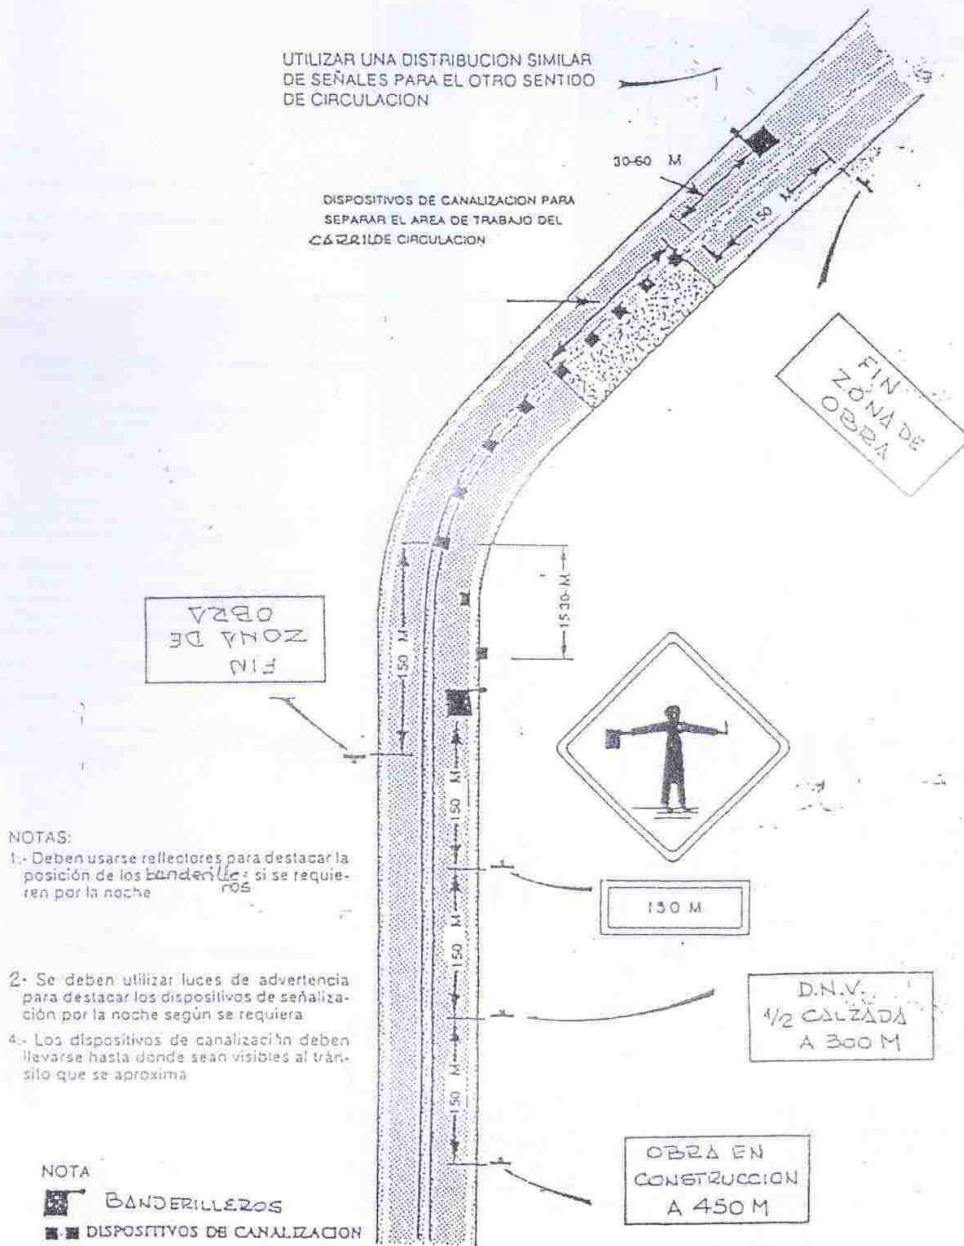 UTILIZAR UNA DISTRIBUCION SIMILAR
DE SEÑALES PARA EL OTRO SENTIDO
DE CIRCULACION
30-60 M
DISPOSITIVOS DE CANALIZACION PARA
SEPARAR EL AREA DE TRABAJO DEL
CARRIL DE CIRCULACION
150 M
FIN
ZONA DE
OBRA
150 M
1530 M
FIN
ZONA DE
OBRA
150 M
NOTAS:
1.- Deben usarse reflectores para destacar la
posición de los banderilleros si se requie-
ren por la noche
150 M
150 M
2- Se deben utilizar luces de advertencia
para destacar los dispositivos de señaliza-
ción por la noche según se requiera
D.N.V.
1/2 CALZADA
A 300 M
4.- Los dispositivos de canalización deben
llevarse hasta donde sean visibles al trán-
sito que se aproxima
150 M
OBRA EN
CONSTRUCCION
A 450 M
NOTA
BANDERILLEROS
DISPOSITIVOS DE CANALIZACION